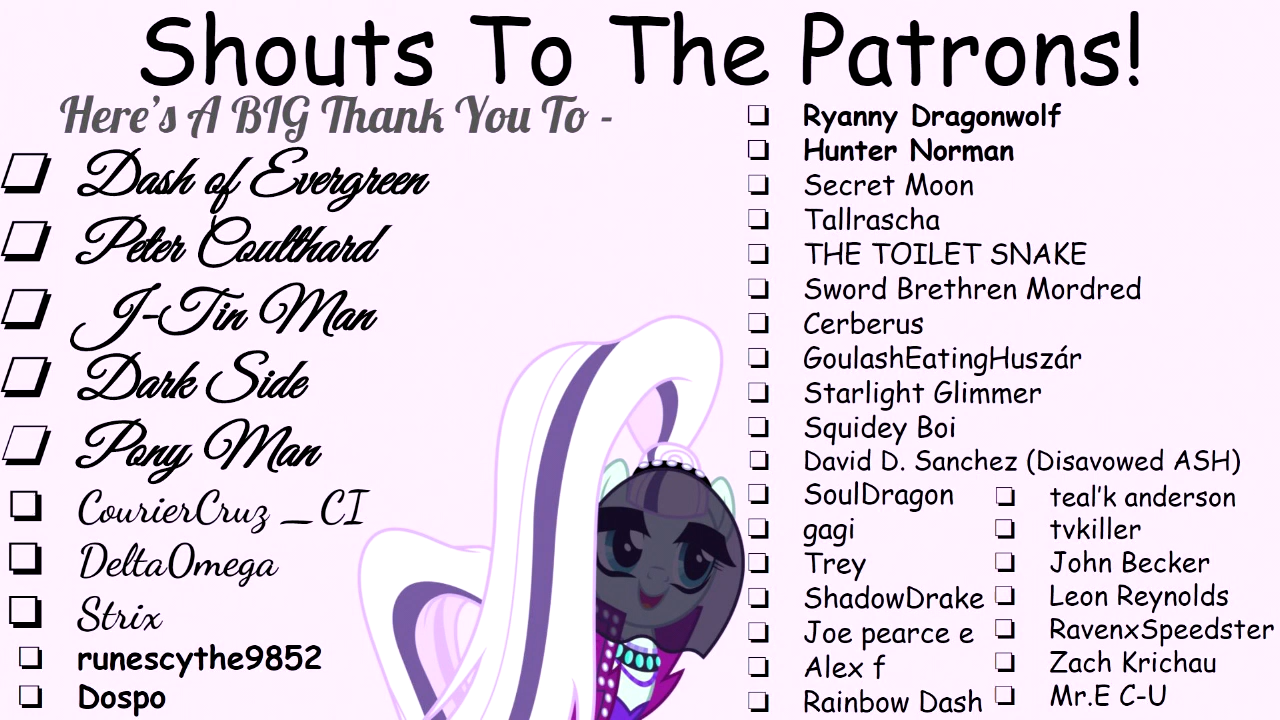 Shouts To The Patrons!
Here's A BIG Thank You To -
Dash of Evergreen
Peter Coulthard
J-Tin Man
Dark Side
Pony Man
CourierCruz_CI
DeltaOmega
Strix
runescythe9852
Dospo
Ryanny Dragonwolf
Hunter Norman
Secret Moon
Tallrascha
THE TOILET SNAKE
Sword Brethren Mordred
Cerberus
GoulashEatingHuszár
Starlight Glimmer
Squidey Boi
David D. Sanchez (Disavowed ASH)
SoulDragon
gagi
Trey
ShadowDrake
Joe pearce e
Alex f
Rainbow Dash
teal'k anderson
tvkiller
John Becker
Leon Reynolds
RavenxSpeedster
Zach Krichau
Mr.E C-U